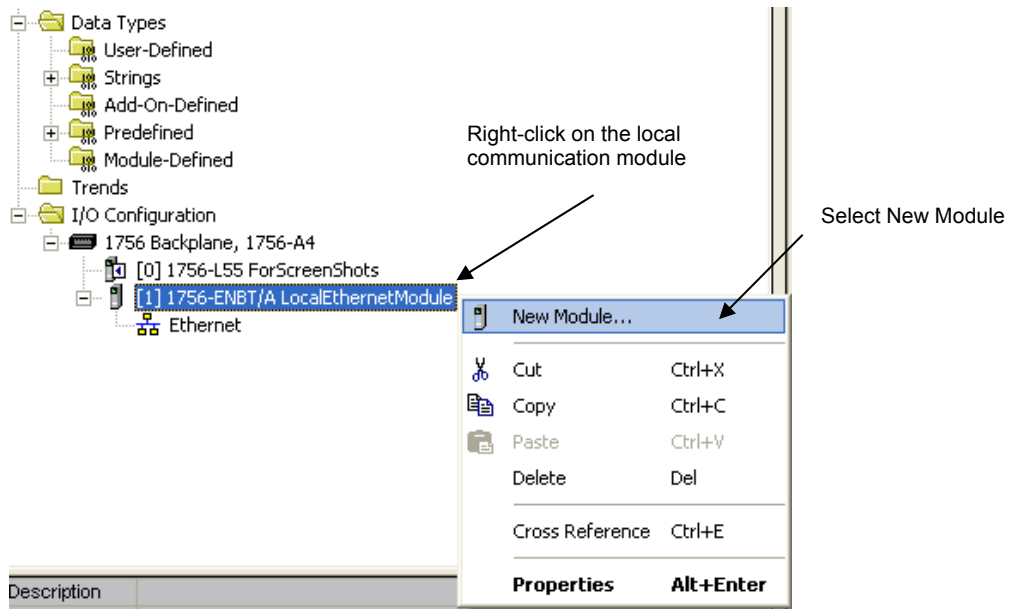 Data Types
User-Defined
Strings
Add-On-Defined
Predefined
Module-Defined
Trends
I/O Configuration
1756 Backplane, 1756-A4
[0] 1756-L55 ForScreenShots
[1] 1756-ENBT/A LocalEthernetModule
Ethernet
Right-click on the local
communication module
Select New Module
New Module...
Cut Ctrl+X
Copy Ctrl+C
Paste Ctrl+V
Delete Del
Cross Reference Ctrl+E
Properties Alt+Enter
Description